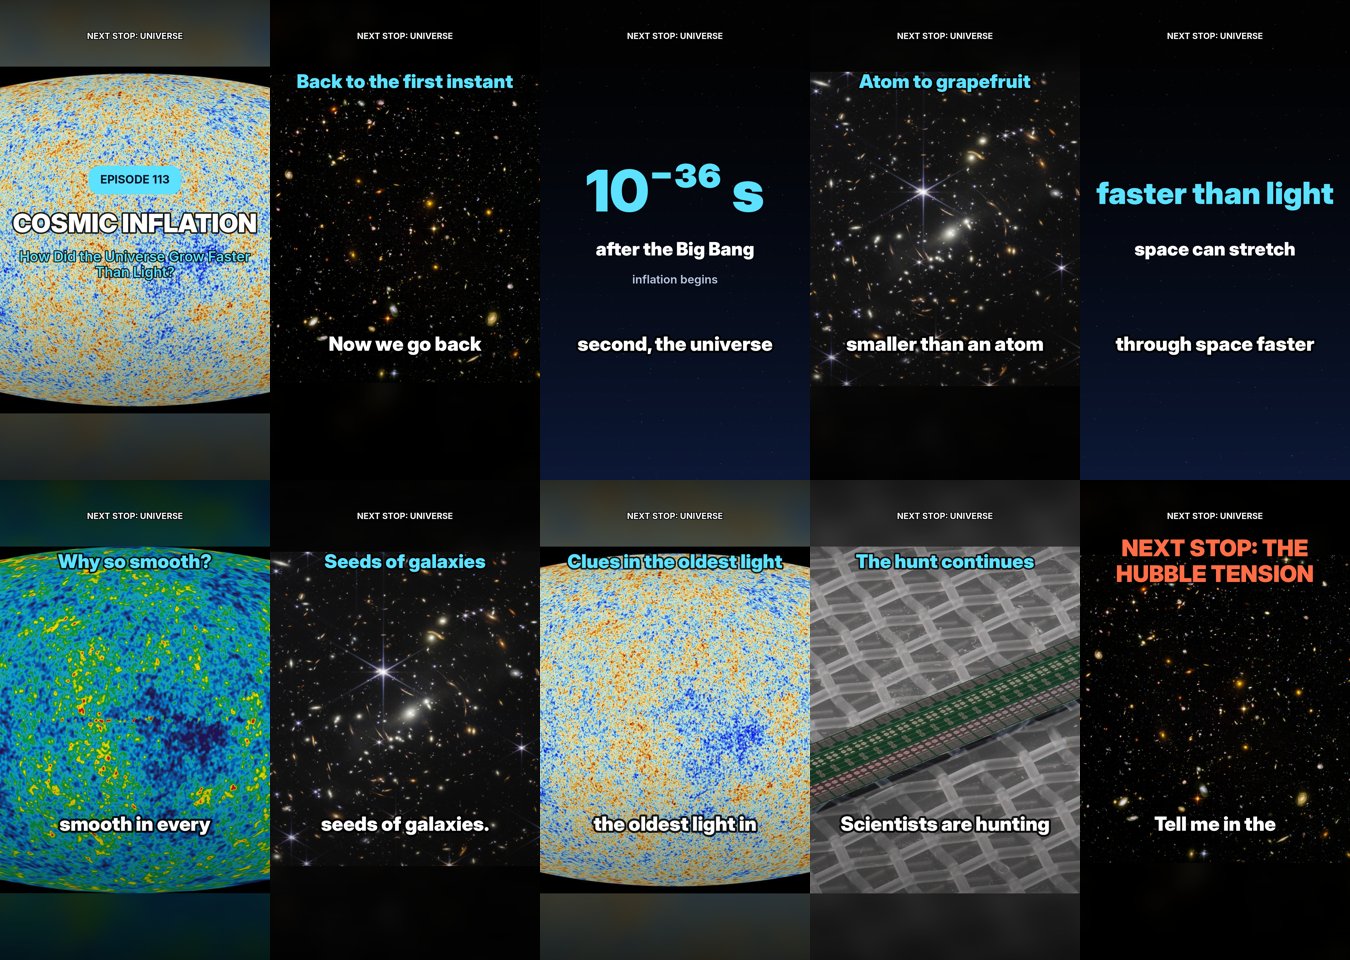 NEXT STOP: UNIVERSE
EPISODE 113
COSMIC INFLATION
How Did the Universe Grow Faster
Than Light?
NEXT STOP: UNIVERSE
Back to the first instant
Now we go back
NEXT STOP: UNIVERSE
10⁻³⁶ s
after the Big Bang
inflation begins
second, the universe
NEXT STOP: UNIVERSE
Atom to grapefruit
smaller than an atom
NEXT STOP: UNIVERSE
faster than light
space can stretch
through space faster
NEXT STOP: UNIVERSE
Why so smooth?
smooth in every
NEXT STOP: UNIVERSE
Seeds of galaxies
seeds of galaxies.
NEXT STOP: UNIVERSE
Clues in the oldest light
the oldest light in
NEXT STOP: UNIVERSE
The hunt continues
Scientists are hunting
NEXT STOP: UNIVERSE
NEXT STOP: THE
HUBBLE TENSION
Tell me in the